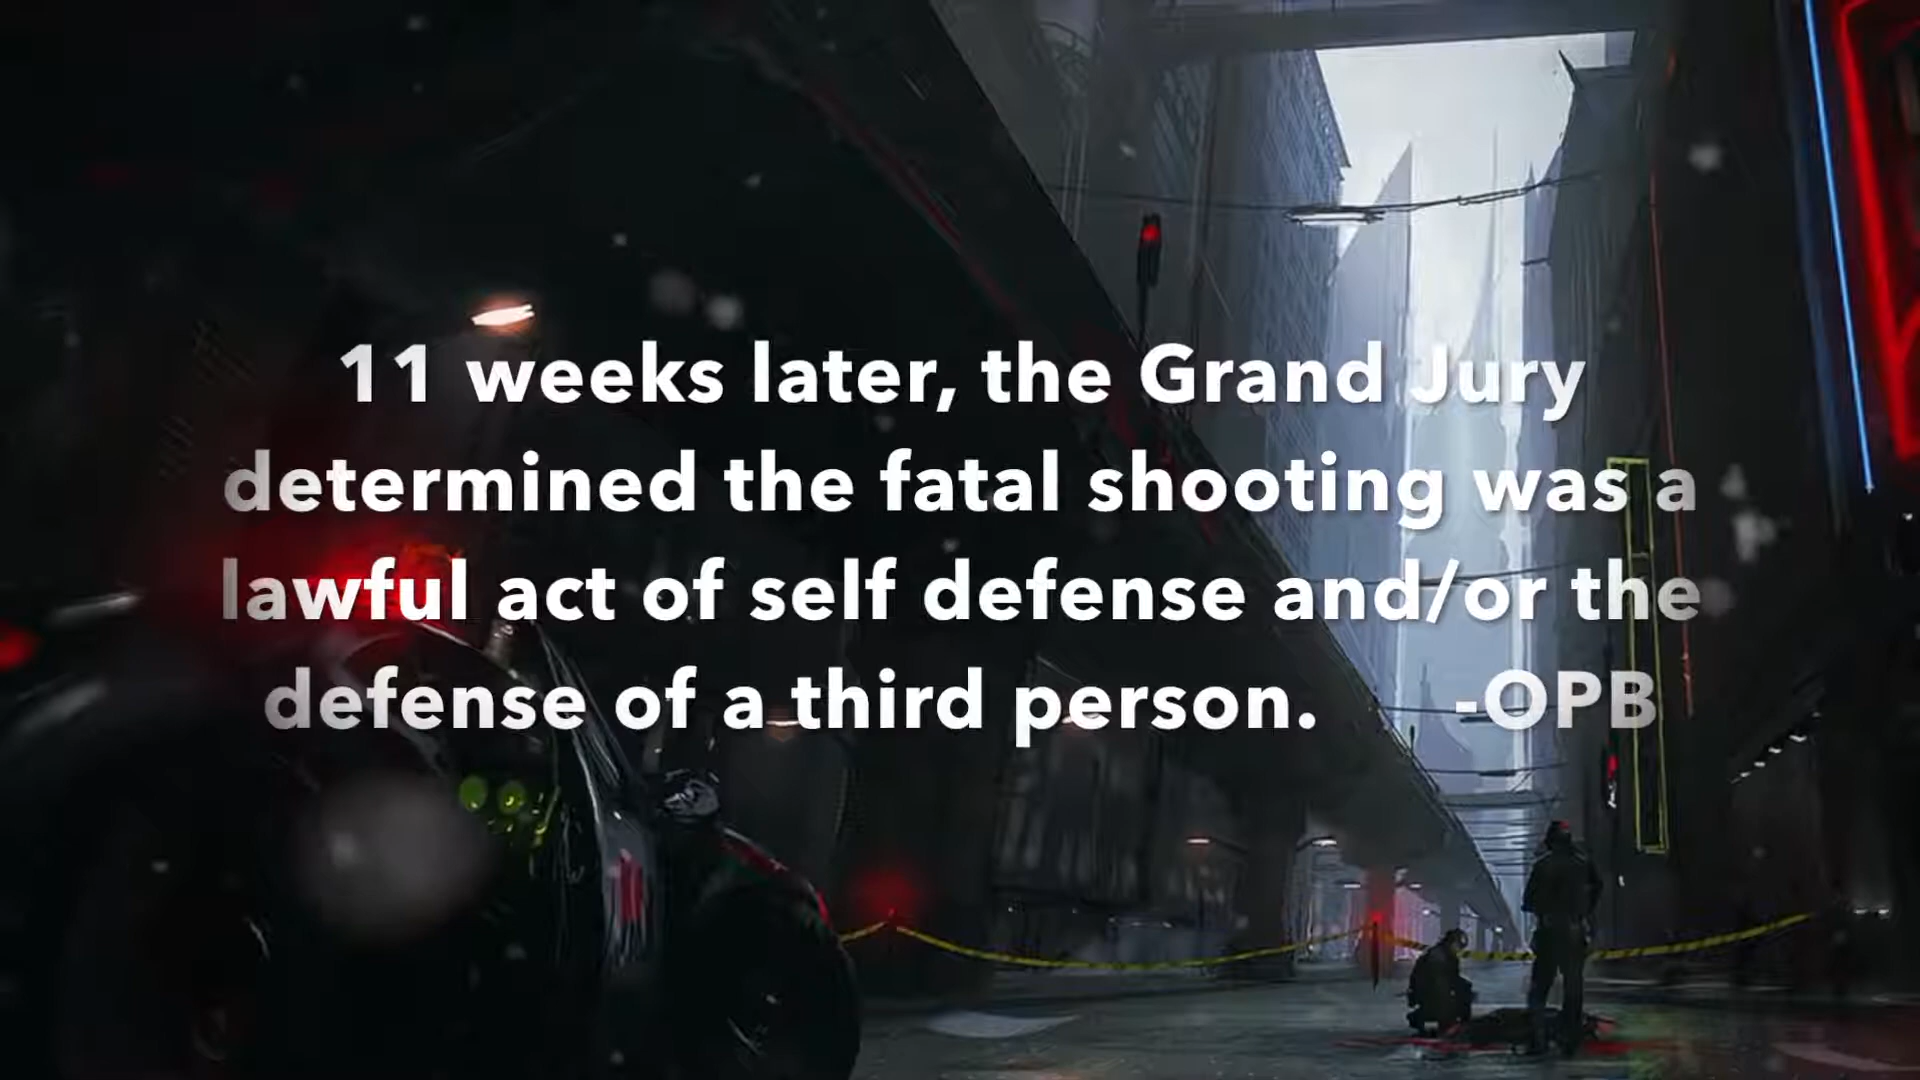 11 weeks later, the Grand Jury
determined the fatal shooting was a
lawful act of self defense and/or the
defense of a third person. -OPB